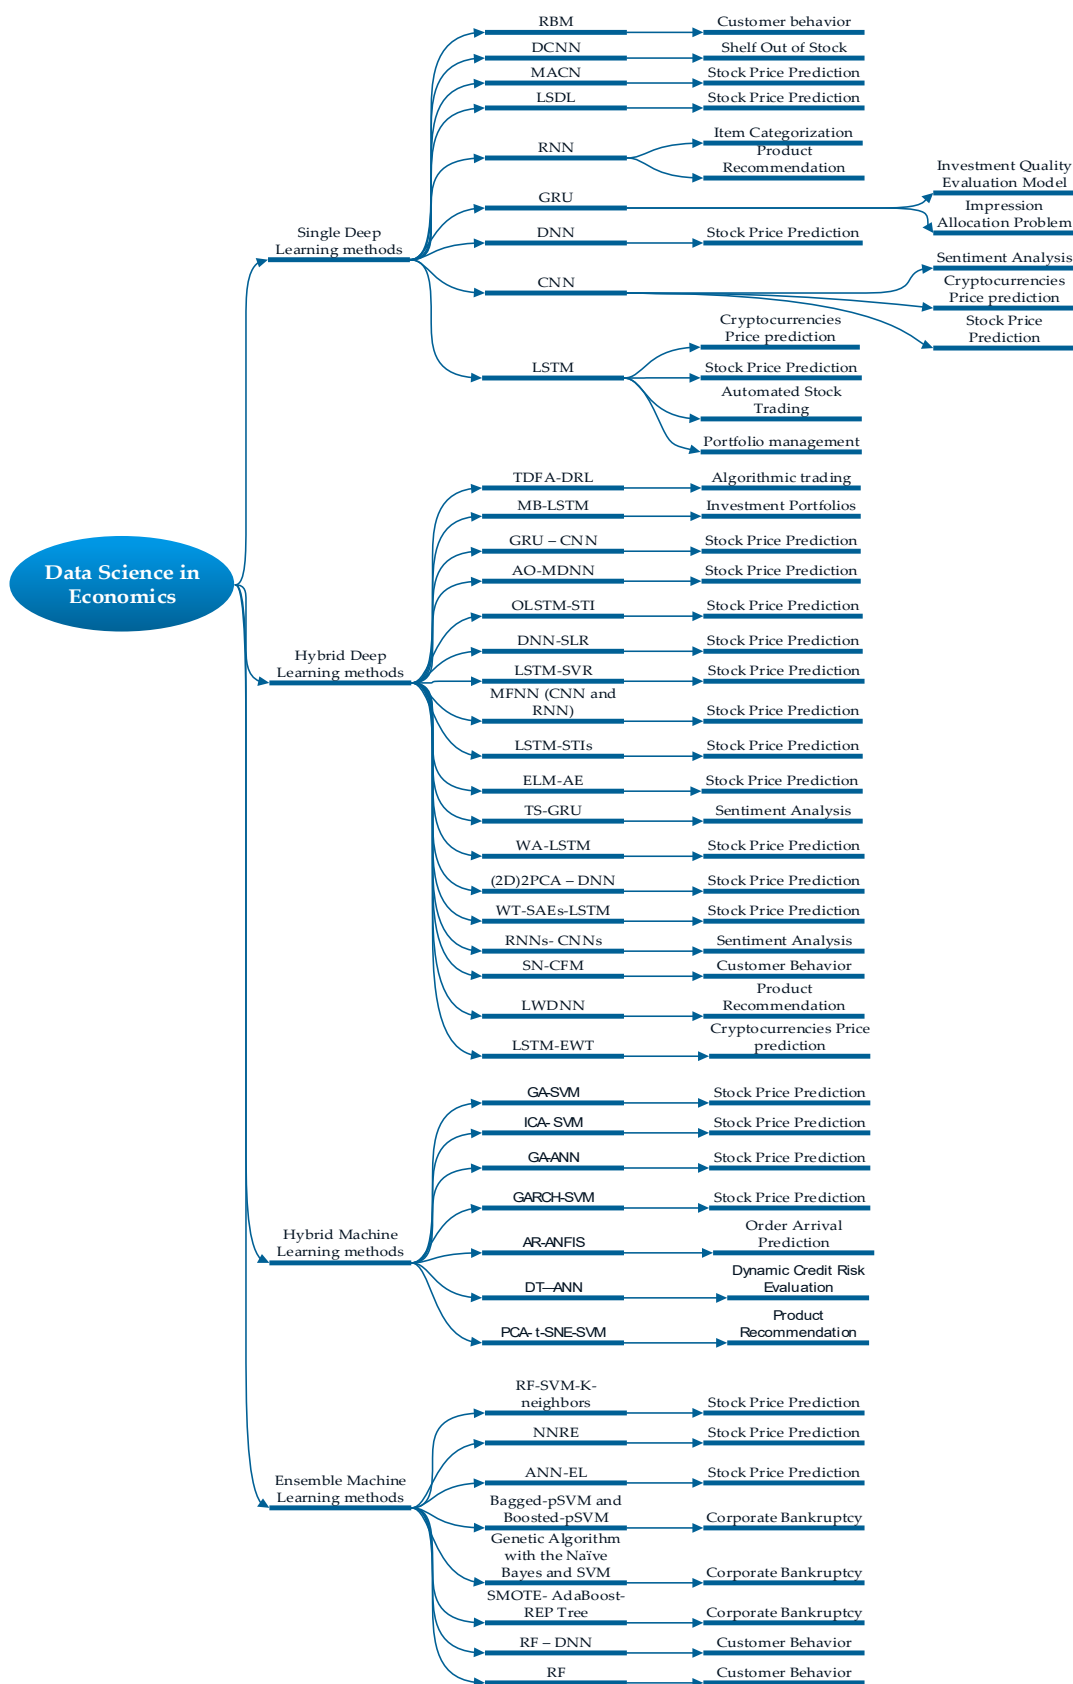 Data Science in
Economics
Single Deep
Learning methods
RBM
Customer behavior
DCNN
Shelf Out of Stock
MACN
Stock Price Prediction
LSDL
Stock Price Prediction
RNN
Item Categorization
Product
Recommendation
GRU
Investment Quality
Evaluation Model
Impression
Allocation Problem
DNN
Stock Price Prediction
CNN
Sentiment Analysis
Cryptocurrencies
Price prediction
Stock Price
Prediction
LSTM
Cryptocurrencies
Price prediction
Stock Price Prediction
Automated Stock
Trading
Portfolio management
Hybrid Deep
Learning methods
TDFA-DRL
Algorithmic trading
MB-LSTM
Investment Portfolios
GRU – CNN
Stock Price Prediction
AO-MDNN
Stock Price Prediction
OLSTM-STI
Stock Price Prediction
DNN-SLR
Stock Price Prediction
LSTM-SVR
Stock Price Prediction
MFNN (CNN and
RNN)
Stock Price Prediction
LSTM-STIs
Stock Price Prediction
ELM-AE
Stock Price Prediction
TS-GRU
Sentiment Analysis
WA-LSTM
Stock Price Prediction
(2D)2PCA – DNN
Stock Price Prediction
WT-SAEs-LSTM
Stock Price Prediction
RNNs- CNNs
Sentiment Analysis
SN-CFM
Customer Behavior
LWDNN
Product
Recommendation
LSTM-EWT
Cryptocurrencies Price
prediction
Hybrid Machine
Learning methods
GA-SVM
Stock Price Prediction
ICA- SVM
Stock Price Prediction
GA-ANN
Stock Price Prediction
GARCH-SVM
Stock Price Prediction
AR-ANFIS
Order Arrival
Prediction
DT—ANN
Dynamic Credit Risk
Evaluation
PCA- t-SNE-SVM
Product
Recommendation
Ensemble Machine
Learning methods
RF-SVM-K-
neighbors
Stock Price Prediction
NNRE
Stock Price Prediction
ANN-EL
Stock Price Prediction
Bagged-pSVM and
Boosted-pSVM
Corporate Bankruptcy
Genetic Algorithm
with the Naïve
Bayes and SVM
Corporate Bankruptcy
SMOTE- AdaBoost-
REP Tree
Corporate Bankruptcy
RF – DNN
Customer Behavior
RF
Customer Behavior